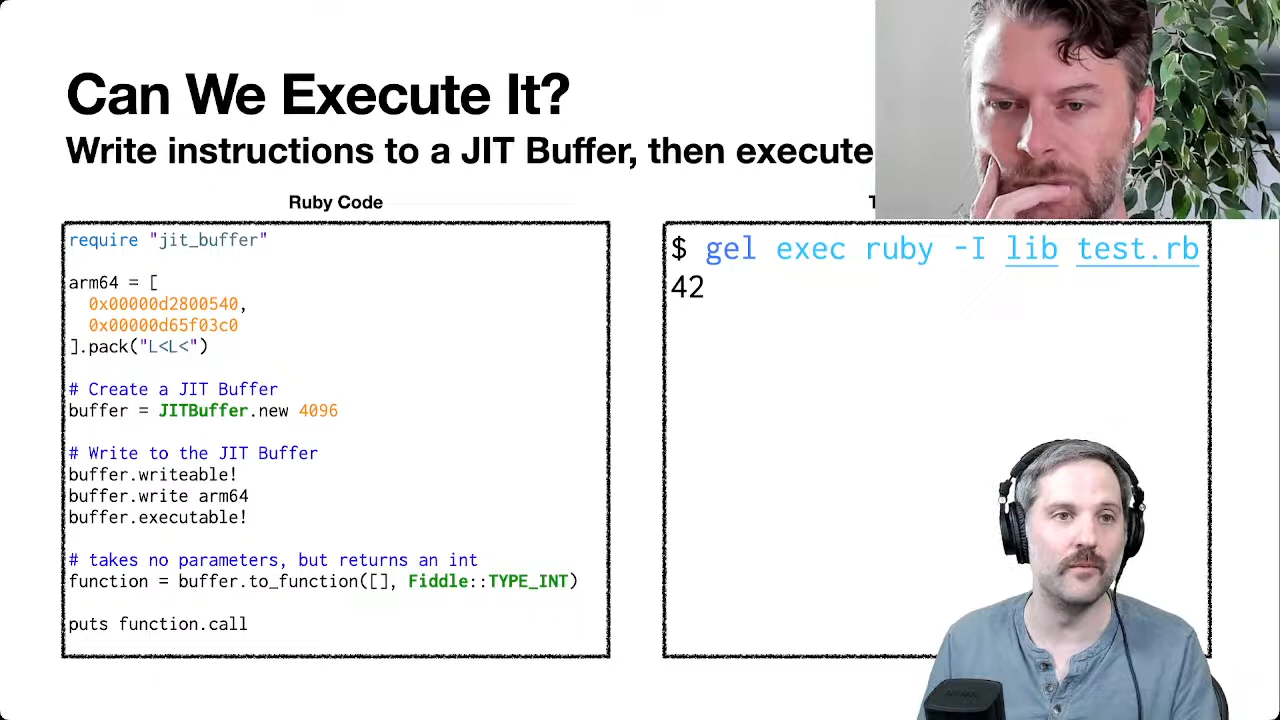 Can We Execute It?
Write instructions to a JIT Buffer, then execute
Ruby Code
require "jit_buffer"
arm64 = [
0x00000d2800540,
0x00000d65f03c0
].pack("L<L<")
# Create a JIT Buffer
buffer = JITBuffer.new 4096
# Write to the JIT Buffer
buffer.writeable!
buffer.write arm64
buffer.executable!
# takes no parameters, but returns an int
function = buffer.to_function([], Fiddle::TYPE_INT)
puts function.call
$ gel exec ruby -I lib test.rb
42